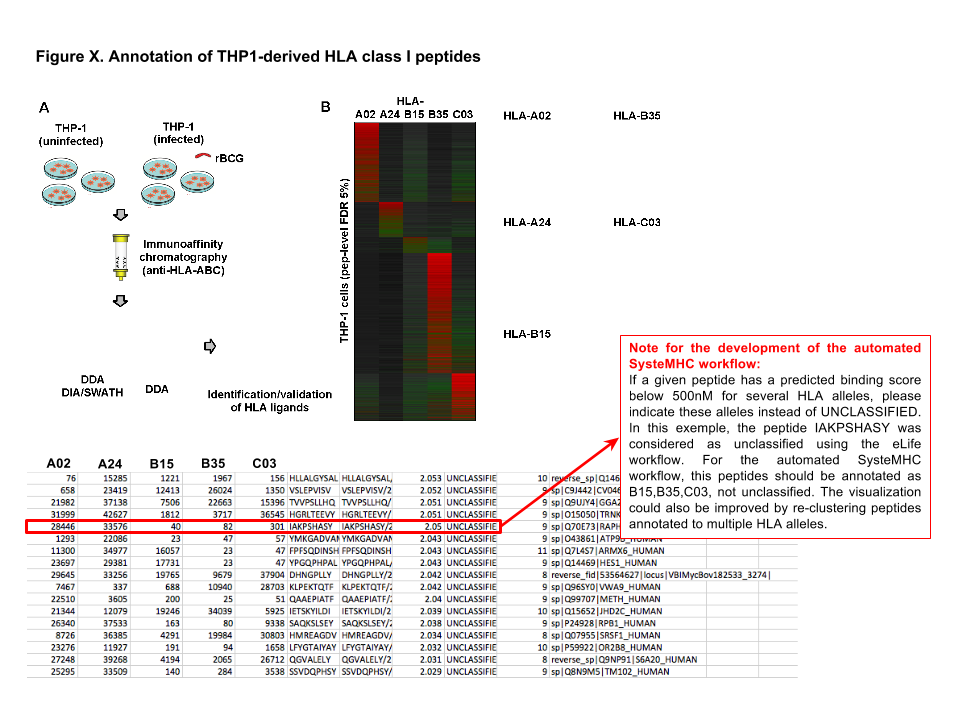 Figure X. Annotation of THP1-derived HLA class I peptides
A
THP-1
(uninfected)
THP-1
(infected)
rBCG
Immunoaffinity
chromatography
(anti-HLA-ABC)
DDA
DIA/SWATH
DDA
Identification/validation
of HLA ligands
B
HLA-
A02 A24 B15 B35 C03
THP-1 cells (pep-level FDR 5%)
HLA-A02
HLA-B35
HLA-A24
HLA-C03
HLA-B15
Note for the development of the automated
SysteMHC workflow:
If a given peptide has a predicted binding score
below 500nM for several HLA alleles, please
indicate these alleles instead of UNCLASSIFIED.
In this exemple, the peptide IAKPSHASY was
considered as unclassified using the eLife
workflow. For the automated SysteMHC
workflow, this peptides should be annotated as
B15,B35,C03, not unclassified. The visualization
could also be improved by re-clustering peptides
annotated to multiple HLA alleles.
A02 A24 B15 B35 C03
76 15285 1221 1967 156 HLLALGYSAL, HLLALGYSAL, 2.053 UNCLASSIFIE 10 reverse_sp|Q146
658 23419 12413 26024 1350 VSLEPVISV VSLEPVISV/2 2.052 UNCLASSIFIE 9 sp|C9J442|CV046
21982 37138 7506 22663 15396 TVVPSLLHQ TVVPSLLHQ/ 2.051 UNCLASSIFIE 9 sp|Q9UJY4|GGA2
31999 42627 1812 3717 36545 HGRLTEEVY HGRLTEEVY/ 2.051 UNCLASSIFIE 9 sp|O15050|TRNK
28446 33576 40 82 301 IAKPSHASY IAKPSHASY/2 2.05 UNCLASSIFIE 9 sp|Q70E73|RAPH
1293 22086 23 47 57 YMKGADVAN YMKGADVAN 2.043 UNCLASSIFIE 9 sp|O43861|ATP9B_HUMAN
11300 34977 16057 23 47 FPFSQDINSH FPFSQDINSH 2.043 UNCLASSIFIE 11 sp|Q7L4S7|ARMX6_HUMAN
23697 29381 17731 23 47 YPGQPHPAL YPGQPHPAL/ 2.043 UNCLASSIFIE 9 sp|Q14469|HES1_HUMAN
29645 33256 19765 9679 37904 DHNGPLLY DHNGPLLY/2 2.042 UNCLASSIFIE 8 reverse_fid|53564627|locus|VBIMycBov182533_3274|
7467 337 688 10940 28703 KLPEKTQTF KLPEKTQTF/2 2.042 UNCLASSIFIE 9 sp|Q96SY0|VWA9_HUMAN
22510 3605 200 25 51 QAAEPIATF QAAEPIATF/ 2.04 UNCLASSIFIE 9 sp|Q99707|METH_HUMAN
21344 12079 19246 34039 5925 IETSKYILDI IETSKYILDI/2 2.039 UNCLASSIFIE 10 sp|Q15652|JHD2C_HUMAN
26340 37533 163 80 9338 SAQKSLSEY SAQKSLSEY/2 2.038 UNCLASSIFIE 9 sp|P24928|RPB1_HUMAN
8726 36385 4291 19984 30803 HMREAGDV HMREAGDV/ 2.034 UNCLASSIFIE 8 sp|Q07955|SRSF1_HUMAN
23276 11927 191 94 1658 LFYGTAIYAY LFYGTAIYAY/ 2.032 UNCLASSIFIE 10 sp|P59922|OR2B8_HUMAN
27248 39268 4194 2065 26712 QGVALELY QGVALELY/2 2.031 UNCLASSIFIE 8 reverse_sp|Q9NP91|S6A20_HUMAN
25295 33509 140 284 3538 SSVDQPHSY SSVDQPHSY/ 2.029 UNCLASSIFIE 9 sp|Q8N9M5|TM102_HUMAN